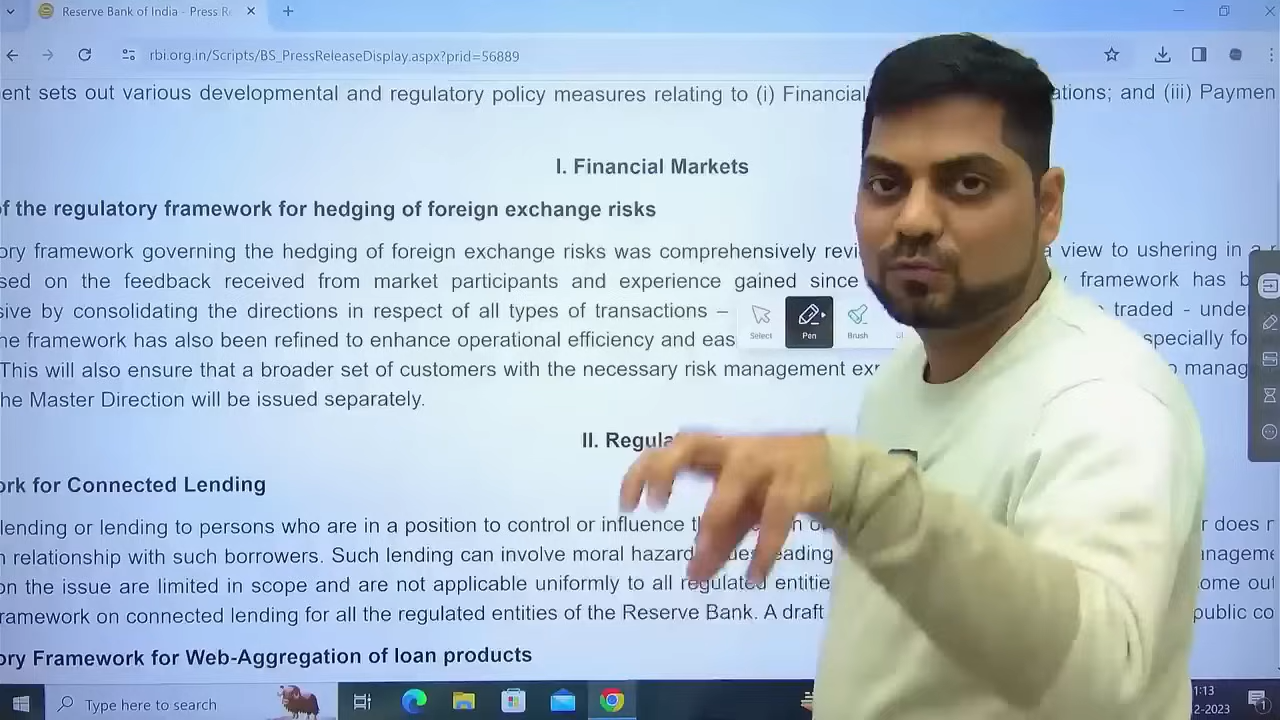 Reserve Bank of India - Press Re
rbi.org.in/Scripts/BS_PressReleaseDisplay.aspx?prid=56889
ent sets out various developmental and regulatory policy measures relating to (i) Financial ations; and (iii) Paymen
I. Financial Markets
of the regulatory framework for hedging of foreign exchange risks
ory framework governing the hedging of foreign exchange risks was comprehensively revi a view to ushering in a
sed on the feedback received from market participants and experience gained since framework has b
sive by consolidating the directions in respect of all types of transactions – traded - unde
he framework has also been refined to enhance operational efficiency and eas specially fo
This will also ensure that a broader set of customers with the necessary risk management exp manag
he Master Direction will be issued separately.
Select
Pen
Brush
II. Regula
ork for Connected Lending
lending or lending to persons who are in a position to control or influence r does n
n relationship with such borrowers. Such lending can involve moral hazard eading anageme
on the issue are limited in scope and are not applicable uniformly to all regulated entitie ome out
ramework on connected lending for all the regulated entities of the Reserve Bank. A draft public co
ory Framework for Web-Aggregation of loan products
Type here to search
1:13
2-2023